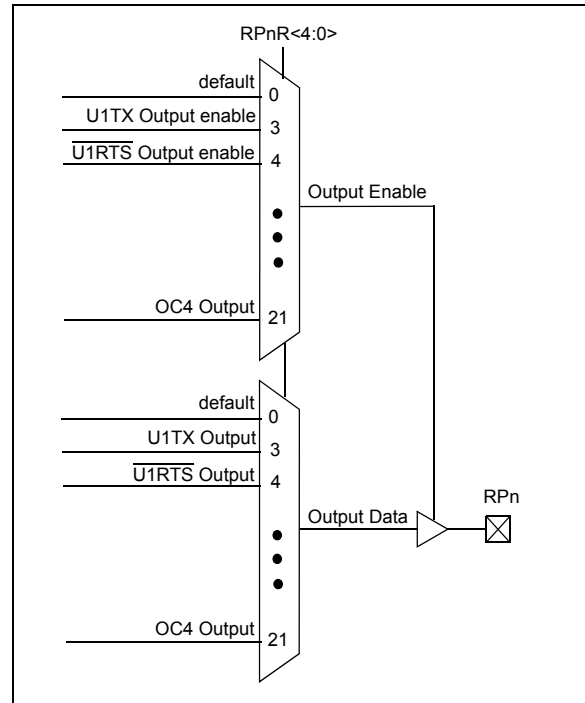 RPnR<4:0>
default
0
U1TX Output enable
3
U1RTS Output enable
4
Output Enable
OC4 Output
21
default
0
U1TX Output
3
U1RTS Output
4
RPn
Output Data
OC4 Output
21